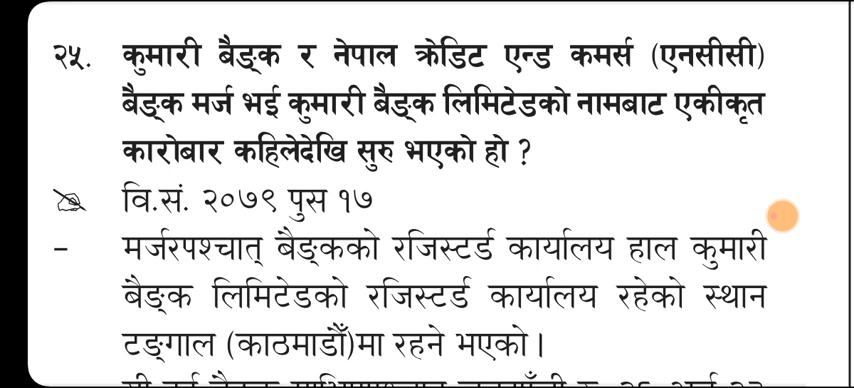 २५. कुमारी बैङ्क र नेपाल क्रेडिट एन्ड कमर्स (एनसीसी)
बैङ्क मर्ज भई कुमारी बैङ्क लिमिटेडको नामबाट एकीकृत
कारोबार कहिलेदेखि सुरु भएको हो ?
वि.सं. २०७९ पुस १७
– मर्जरपश्चात् बैङ्कको रजिस्टर्ड कार्यालय हाल कुमारी
बैङ्क लिमिटेडको रजिस्टर्ड कार्यालय रहेको स्थान
टङ्गाल (काठमाडौँ)मा रहने भएको ।